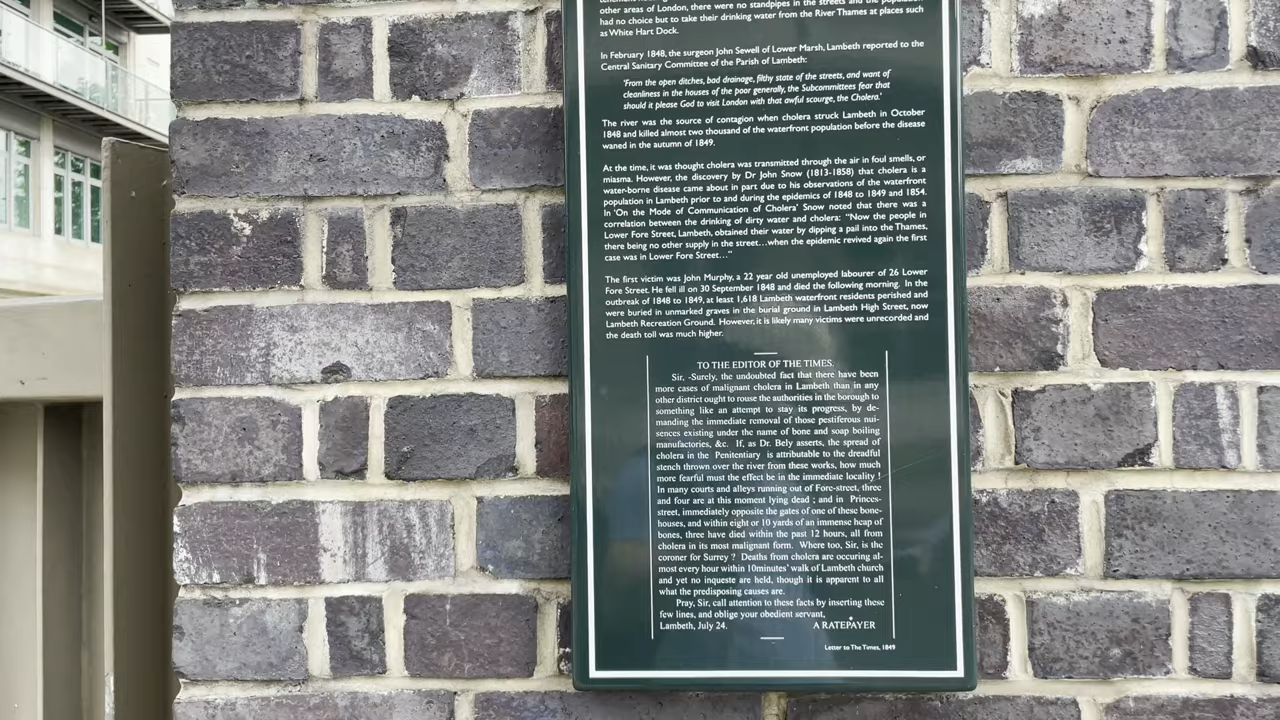 other areas of London, there were no standpipes in the streets and the population
had no choice but to take their drinking water from the River Thames at places such
as White Hart Dock.
In February 1848, the surgeon John Sewell of Lower Marsh, Lambeth reported to the
Central Sanitary Committee of the Parish of Lambeth:
'From the open ditches, bad drainage, filthy state of the streets, and want of
cleanliness in the houses of the poor generally, the Subcommittees fear that
should it please God to visit London with that awful scourge, the Cholera.'
The river was the source of contagion when cholera struck Lambeth in October
1848 and killed almost two thousand of the waterfront population before the disease
waned in the autumn of 1849.
At the time, it was thought cholera was transmitted through the air in foul smells, or
miasma. However, the discovery by Dr John Snow (1813-1858) that cholera is a
water-borne disease came about in part due to his observations of the waterfront
population in Lambeth prior to and during the epidemics of 1848 to 1849 and 1854.
In 'On the Mode of Communication of Cholera' Snow noted that there was a
correlation between the drinking of dirty water and cholera: "Now the people in
Lower Fore Street, Lambeth, obtained their water by dipping a pail into the Thames,
there being no other supply in the street...when the epidemic revived again the first
case was in Lower Fore Street..."
The first victim was John Murphy, a 22 year old unemployed labourer of 26 Lower
Fore Street. He fell ill on 30 September 1848 and died the following morning. In the
outbreak of 1848 to 1849, at least 1,618 Lambeth waterfront residents perished and
were buried in unmarked graves in the burial ground in Lambeth High Street, now
Lambeth Recreation Ground. However, it is likely many victims were unrecorded and
the death toll was much higher.
TO THE EDITOR OF THE TIMES.
Sir, -Surely, the undoubted fact that there have been
more cases of malignant cholera in Lambeth than in any
other district ought to rouse the authorities in the borough to
something like an attempt to stay its progress, by de-
manding the immediate removal of those pestiferous nui-
sences existing under the name of bone and soap boiling
manufactories, &c. If, as Dr. Bely asserts, the spread of
cholera in the Penitentiary is attributable to the dreadful
stench thrown over the river from these works, how much
more fearful must the effect be in the immediate locality !
In many courts and alleys running out of Fore-street, three
and four are at this moment lying dead ; and in Princes-
street, immediately opposite the gates of one of these bone-
houses, and within eight or 10 yards of an immense heap of
bones, three have died within the past 12 hours, all from
cholera in its most malignant form. Where too, Sir, is the
coroner for Surrey ? Deaths from cholera are occuring al-
most every hour within 10minutes' walk of Lambeth church
and yet no inqueste are held, though it is apparent to all
what the predisposing causes are.
Pray, Sir, call attention to these facts by inserting these
few lines, and oblige your obedient servant,
Lambeth, July 24. A RATEPAYER
Letter to The Times, 1849